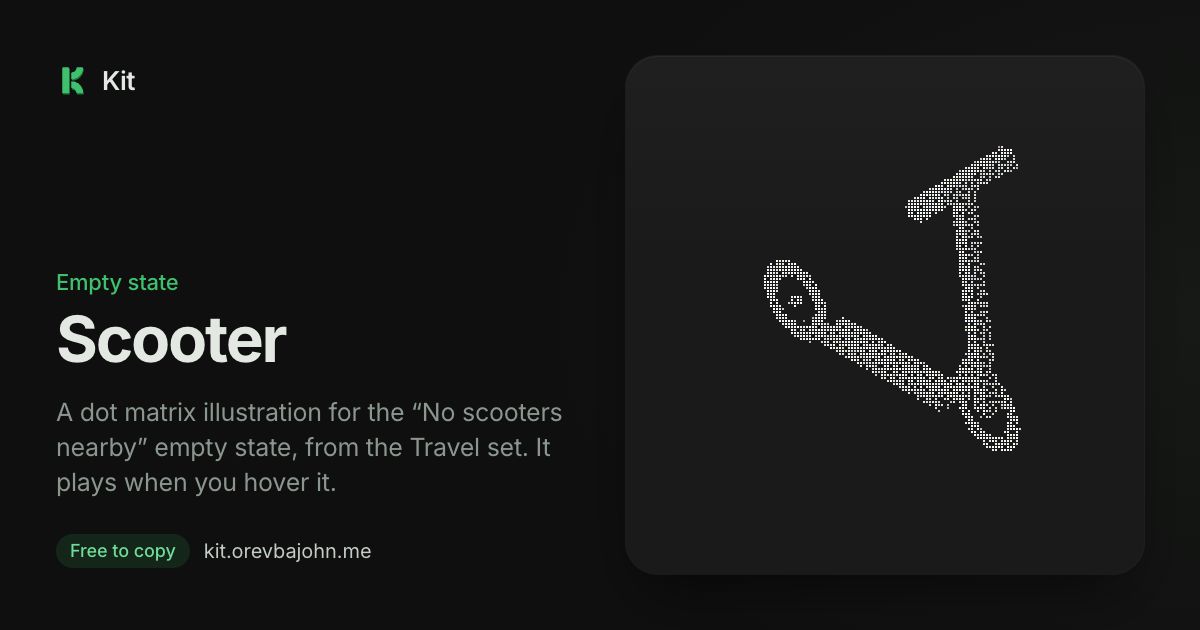 Kit
Empty state
Scooter
A dot matrix illustration for the “No scooters
nearby” empty state, from the Travel set. It
plays when you hover it.
Free to copy
kit.orevbajohn.me